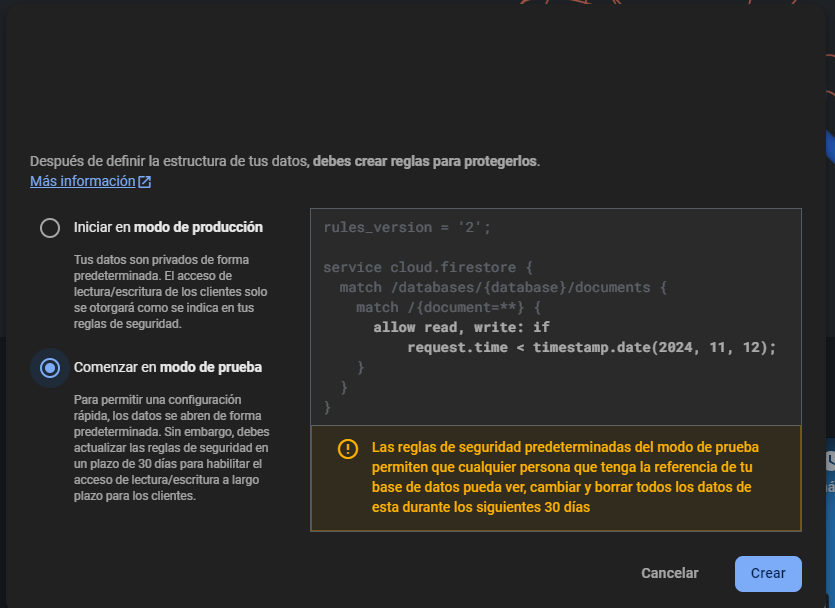 Después de definir la estructura de tus datos, debes crear reglas para protegerlos.
Más información
Iniciar en modo de producción
Tus datos son privados de forma
predeterminada. El acceso de
lectura/escritura de los clientes solo
se otorgará como se indica en tus
reglas de seguridad.
Comenzar en modo de prueba
Para permitir una configuración
rápida, los datos se abren de forma
predeterminada. Sin embargo, debes
actualizar las reglas de seguridad en
un plazo de 30 días para habilitar el
acceso de lectura/escritura a largo
plazo para los clientes.
rules_version = '2';
service cloud.firestore {
match /databases/{database}/documents {
match /{document=**} {
allow read, write: if
request.time < timestamp.date(2024, 11, 12);
}
}
}
Las reglas de seguridad predeterminadas del modo de prueba
permiten que cualquier persona que tenga la referencia de tu
base de datos pueda ver, cambiar y borrar todos los datos de
esta durante los siguientes 30 días
Cancelar
Crear